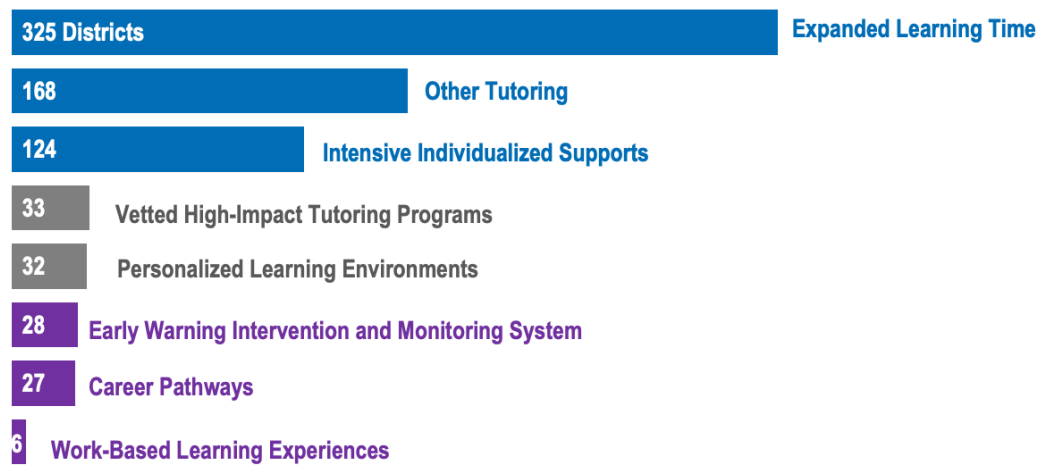 325 Districts Expanded Learning Time
168 Other Tutoring
124 Intensive Individualized Supports
33 Vetted High-Impact Tutoring Programs
32 Personalized Learning Environments
28 Early Warning Intervention and Monitoring System
27 Career Pathways
6 Work-Based Learning Experiences